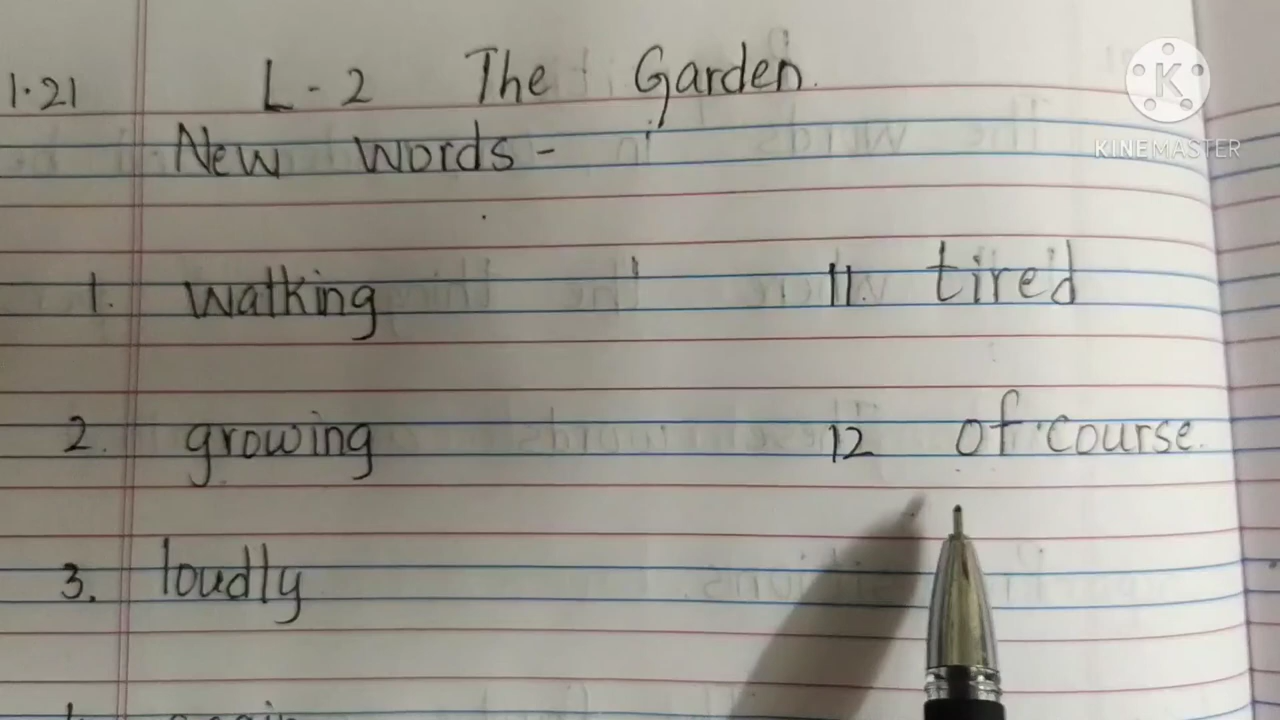 1.21 L-2 The Garden.
New words-
1. walking 11. tired
2. growing 12 of course.
3. loudly
again
KINEMASTER